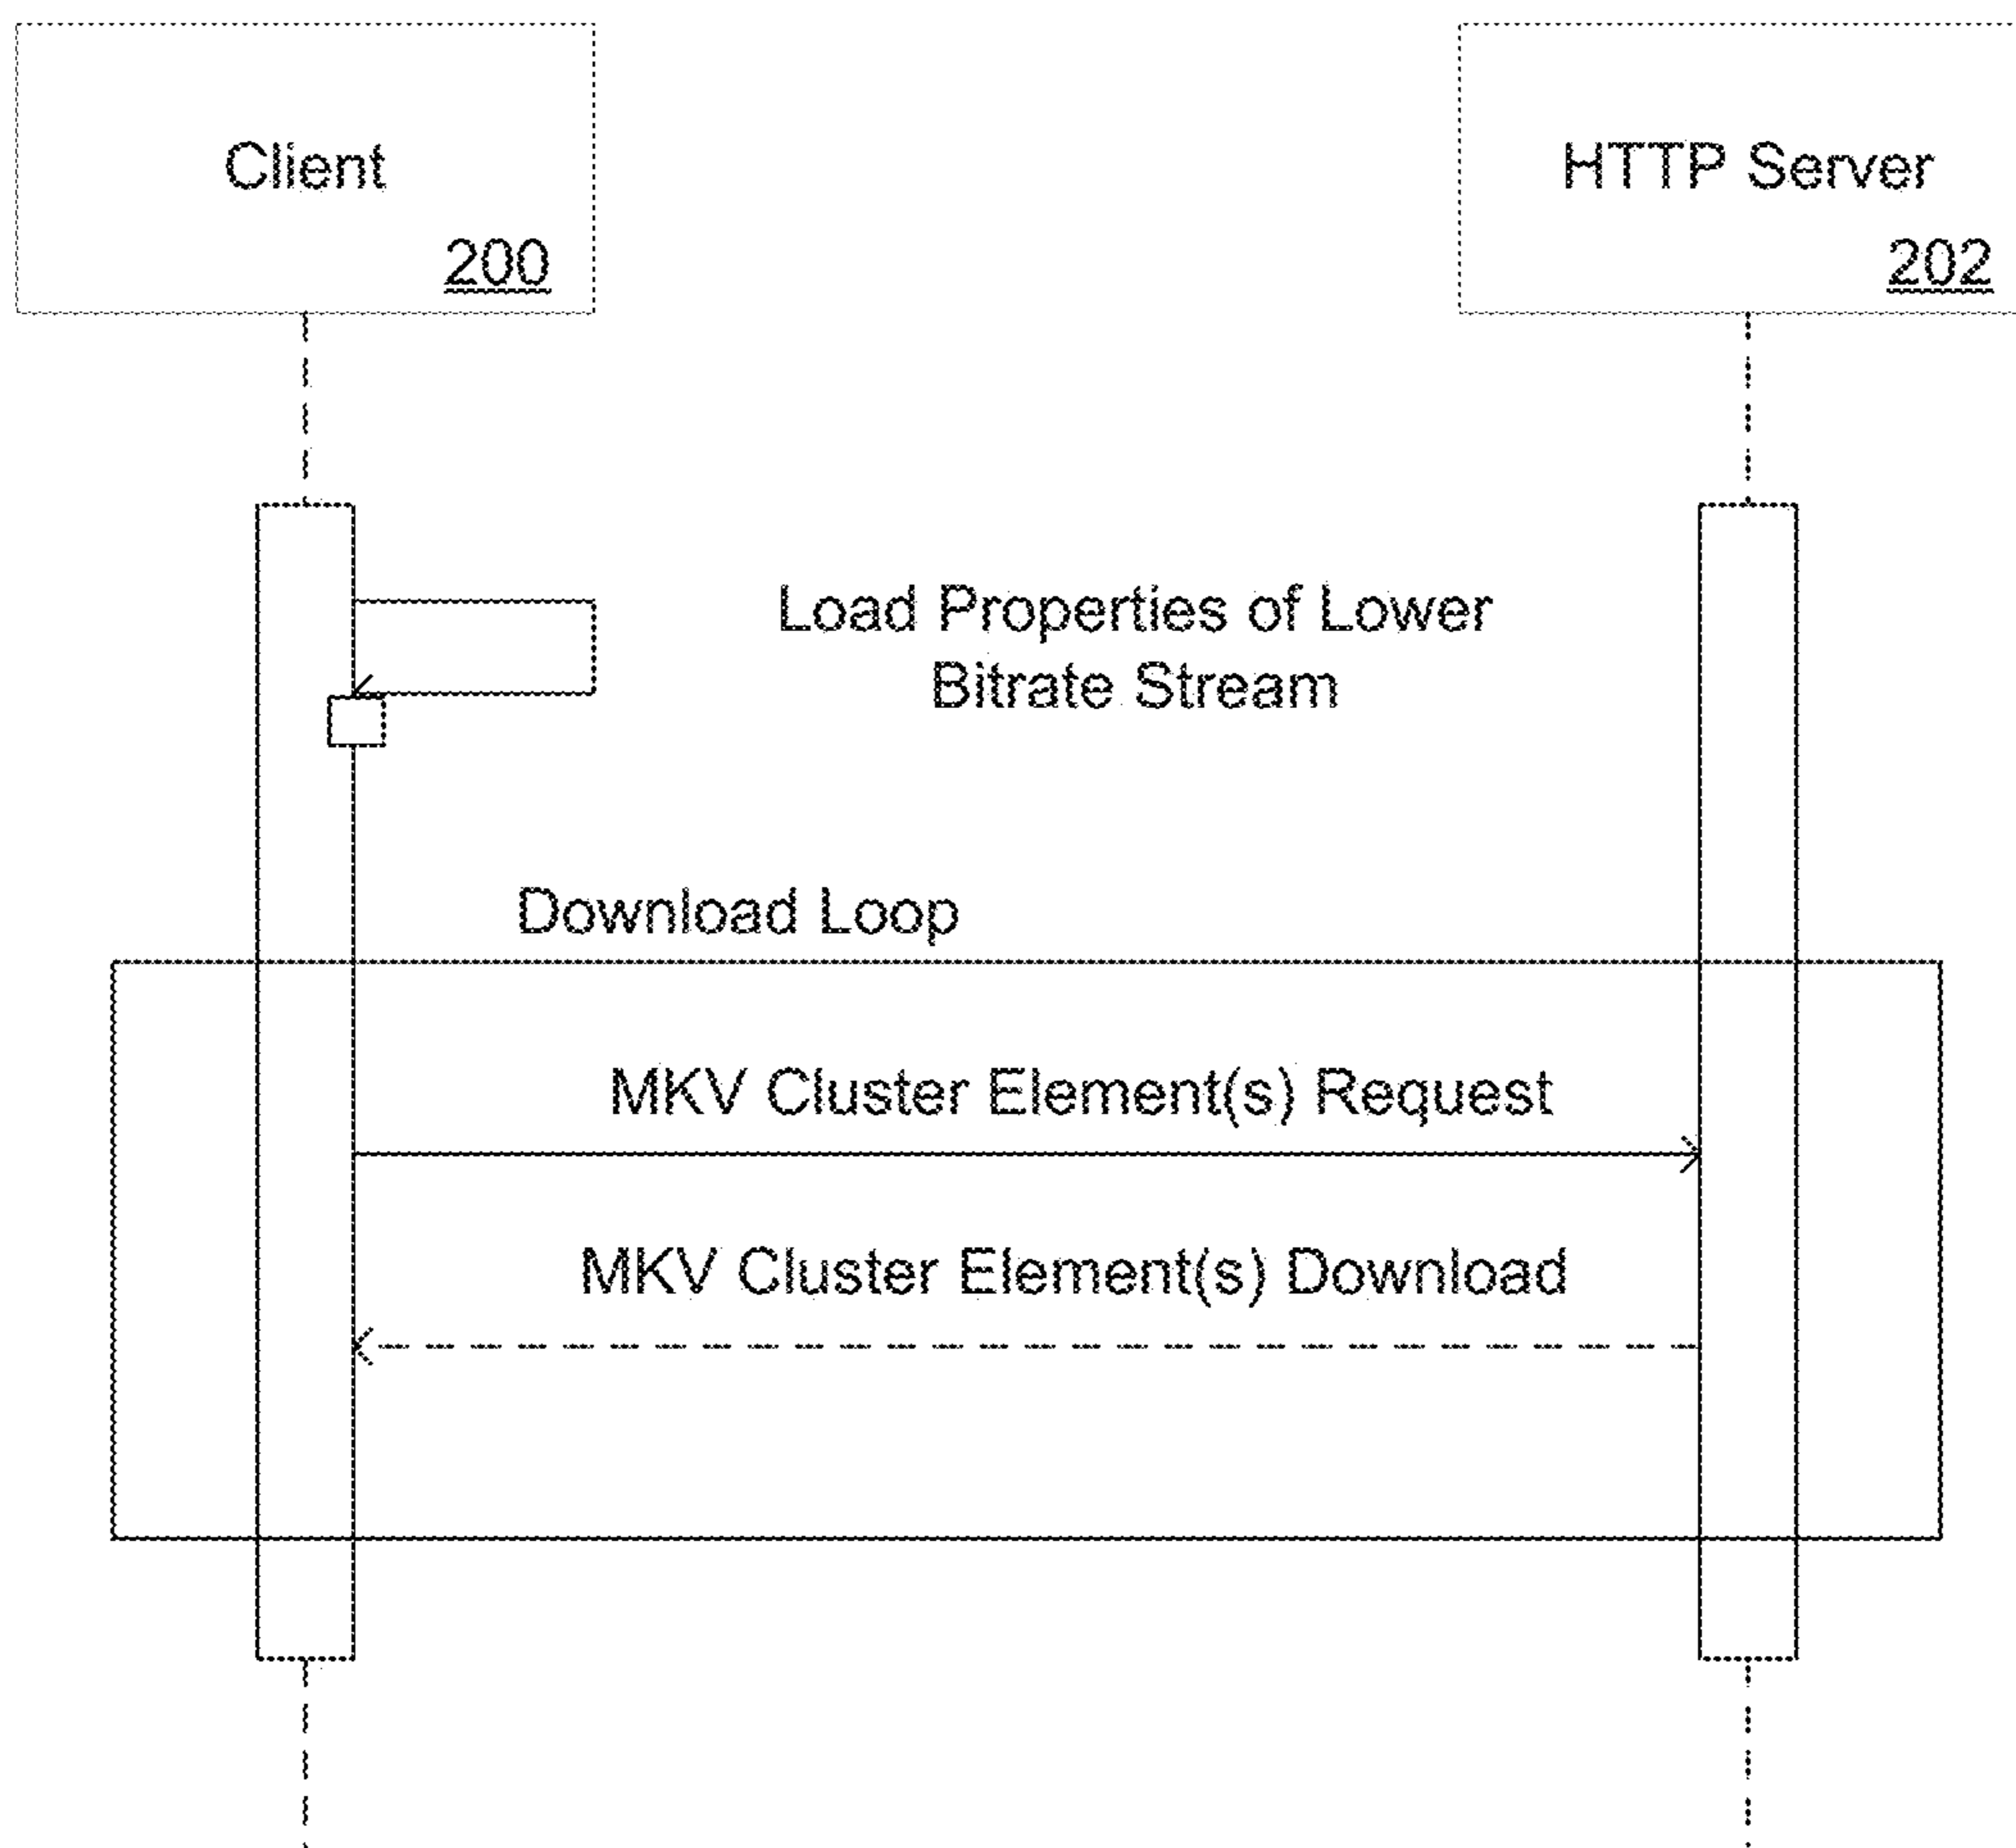 Client
200
HTTP Server
202
Load Properties of Lower
Bitrate Stream
Download Loop
MKV Cluster Element(s) Request
MKV Cluster Element(s) Download